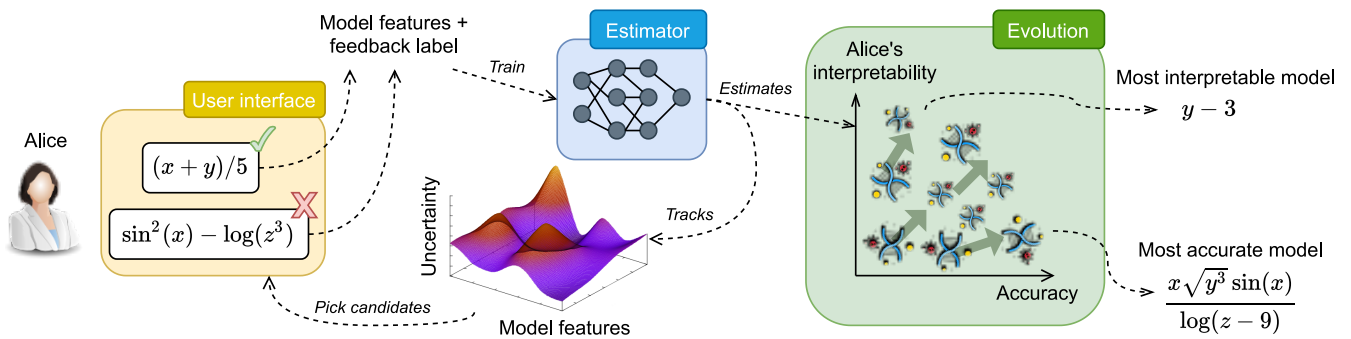 Alice
User interface
(x + y)/5
sin²(x) − log(z³)
Model features +
feedback label
Train
Estimator
Estimates
Tracks
Uncertainty
Model features
Pick candidates
Evolution
Alice's
interpretability
Accuracy
Most interpretable model
y − 3
Most accurate model
x√y³ sin(x)
log(z − 9)